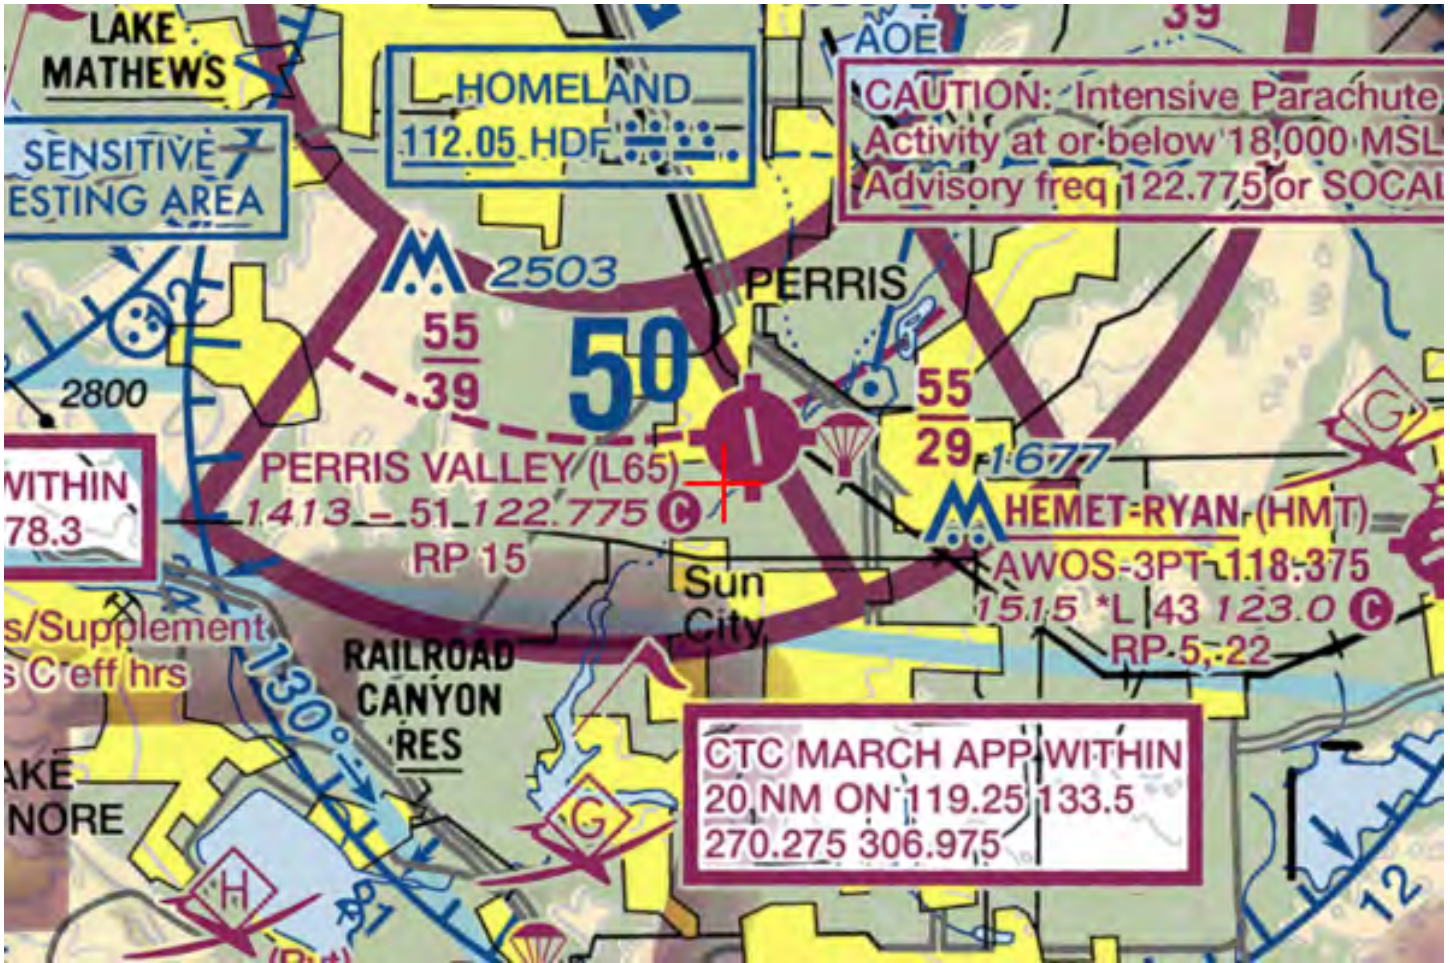 LAKE
MATHEWS
39
AOE
HOMELAND
112.05 HDF
CAUTION: Intensive Parachute
Activity at or below 18,000 MSL
Advisory freq 122.775 or SOCAL
SENSITIVE
ESTING AREA
2503
PERRIS
2
55
39
50
2800
55
29
G
1677
WITHIN
78.3
PERRIS VALLEY (L65)
1413 – 51 122.775 C
RP 15
HEMET-RYAN (HMT)
AWOS-3PT 118.375
1515 *L 43 123.0 C
RP 5, 22
Sun
City
s/Supplement
s C eff hrs
130°
RAILROAD
CANYON
RES
CTC MARCH APP WITHIN
20 NM ON 119.25 133.5
270.275 306.975
AKE
NORE
G
H
81
12
(Pvt)